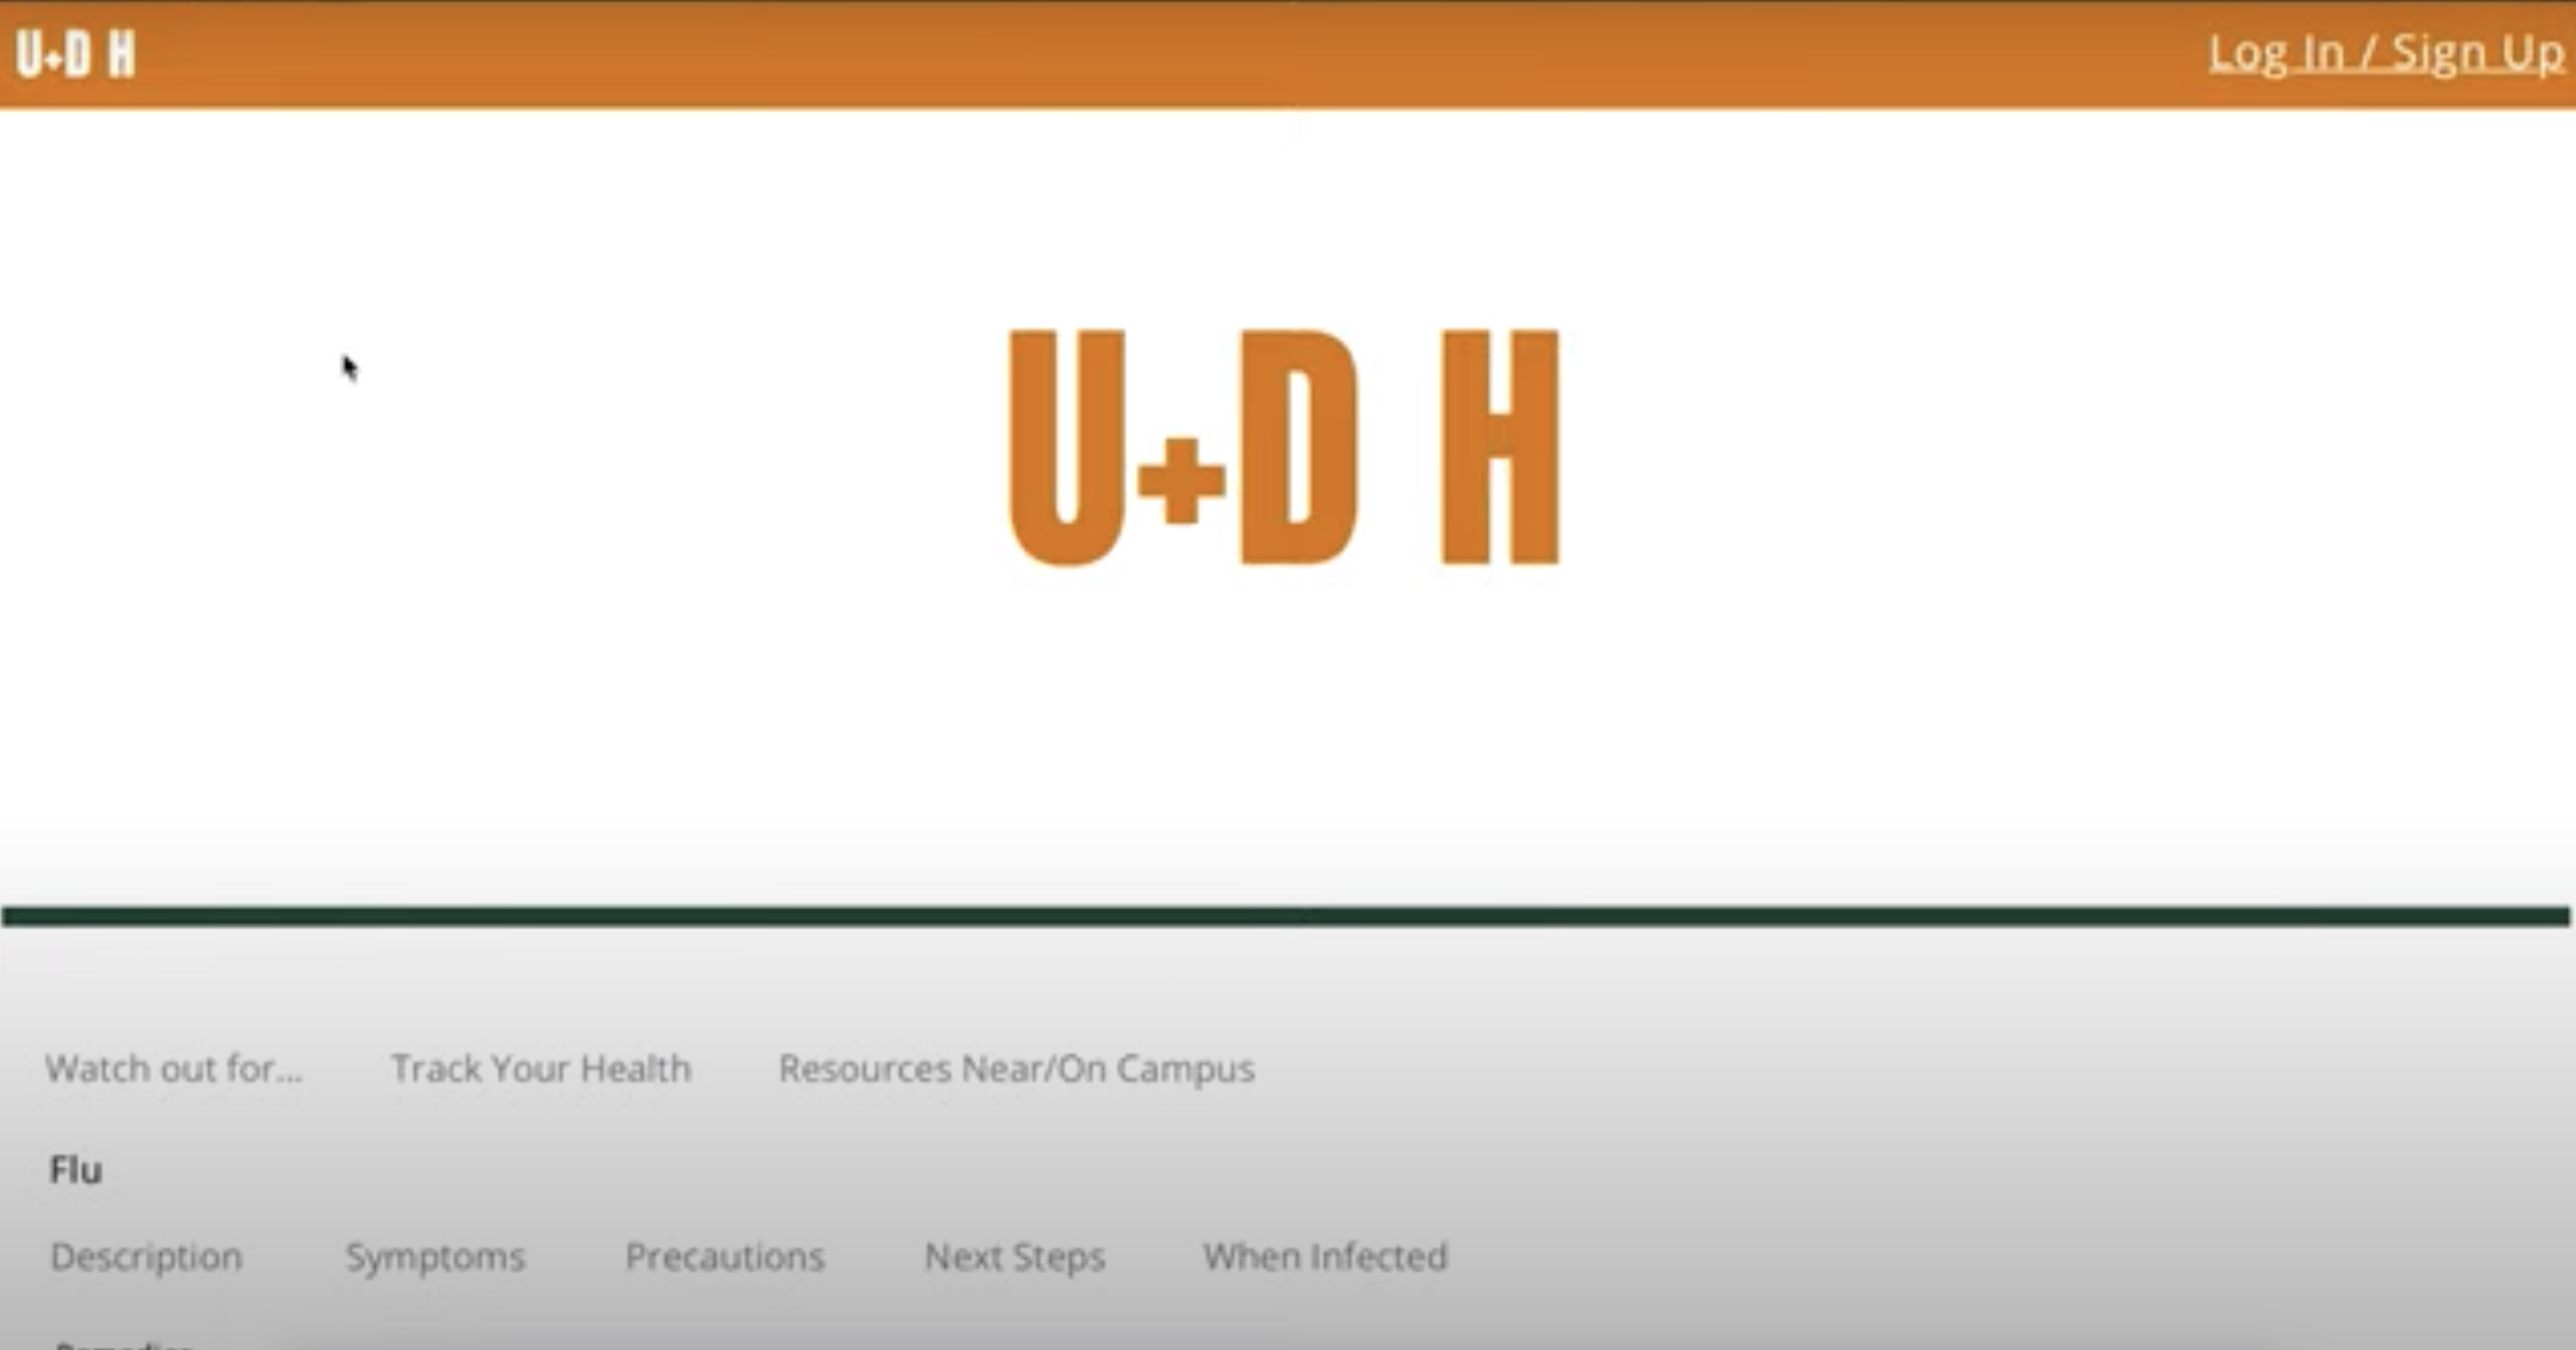 U+D H Log In / Sign Up
U+D H
Watch out for... Track Your Health Resources Near/On Campus
Flu
Description Symptoms Precautions Next Steps When Infected